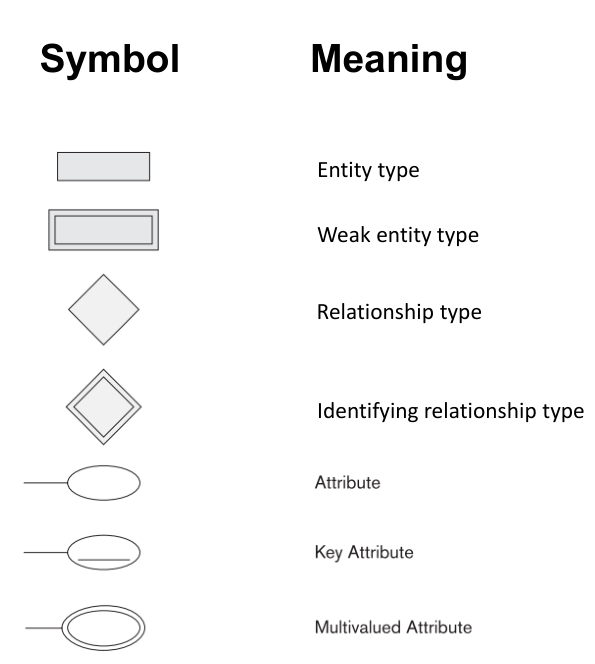 Symbol Meaning
Entity type
Weak entity type
Relationship type
Identifying relationship type
Attribute
Key Attribute
Multivalued Attribute